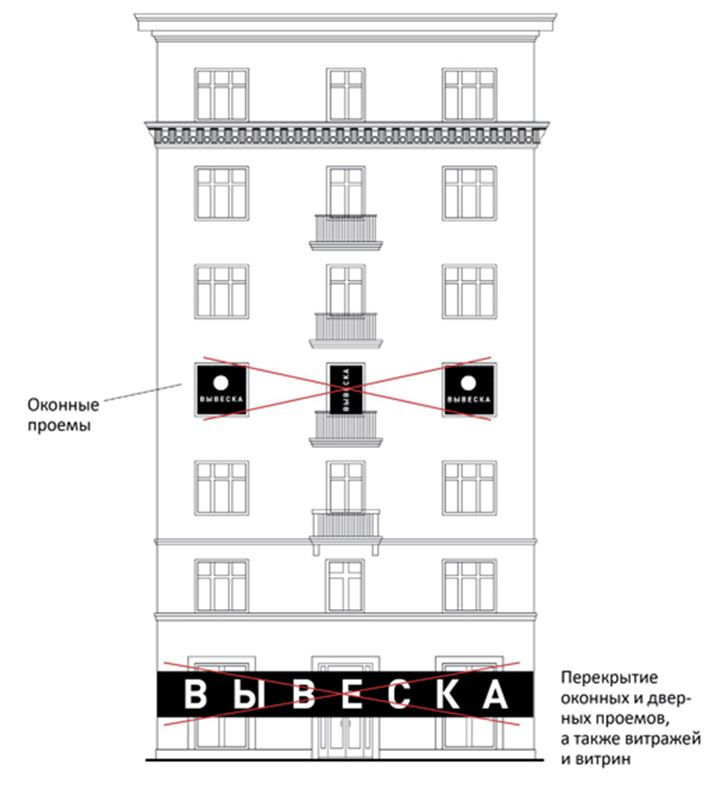 ВЫВЕСКА
ВЫВЕСКА
ВЫВЕСКА
Оконные
проемы
ВЫВЕСКА
Перекрытие
оконных и двер-
ных проемов,
а также витражей
и витрин